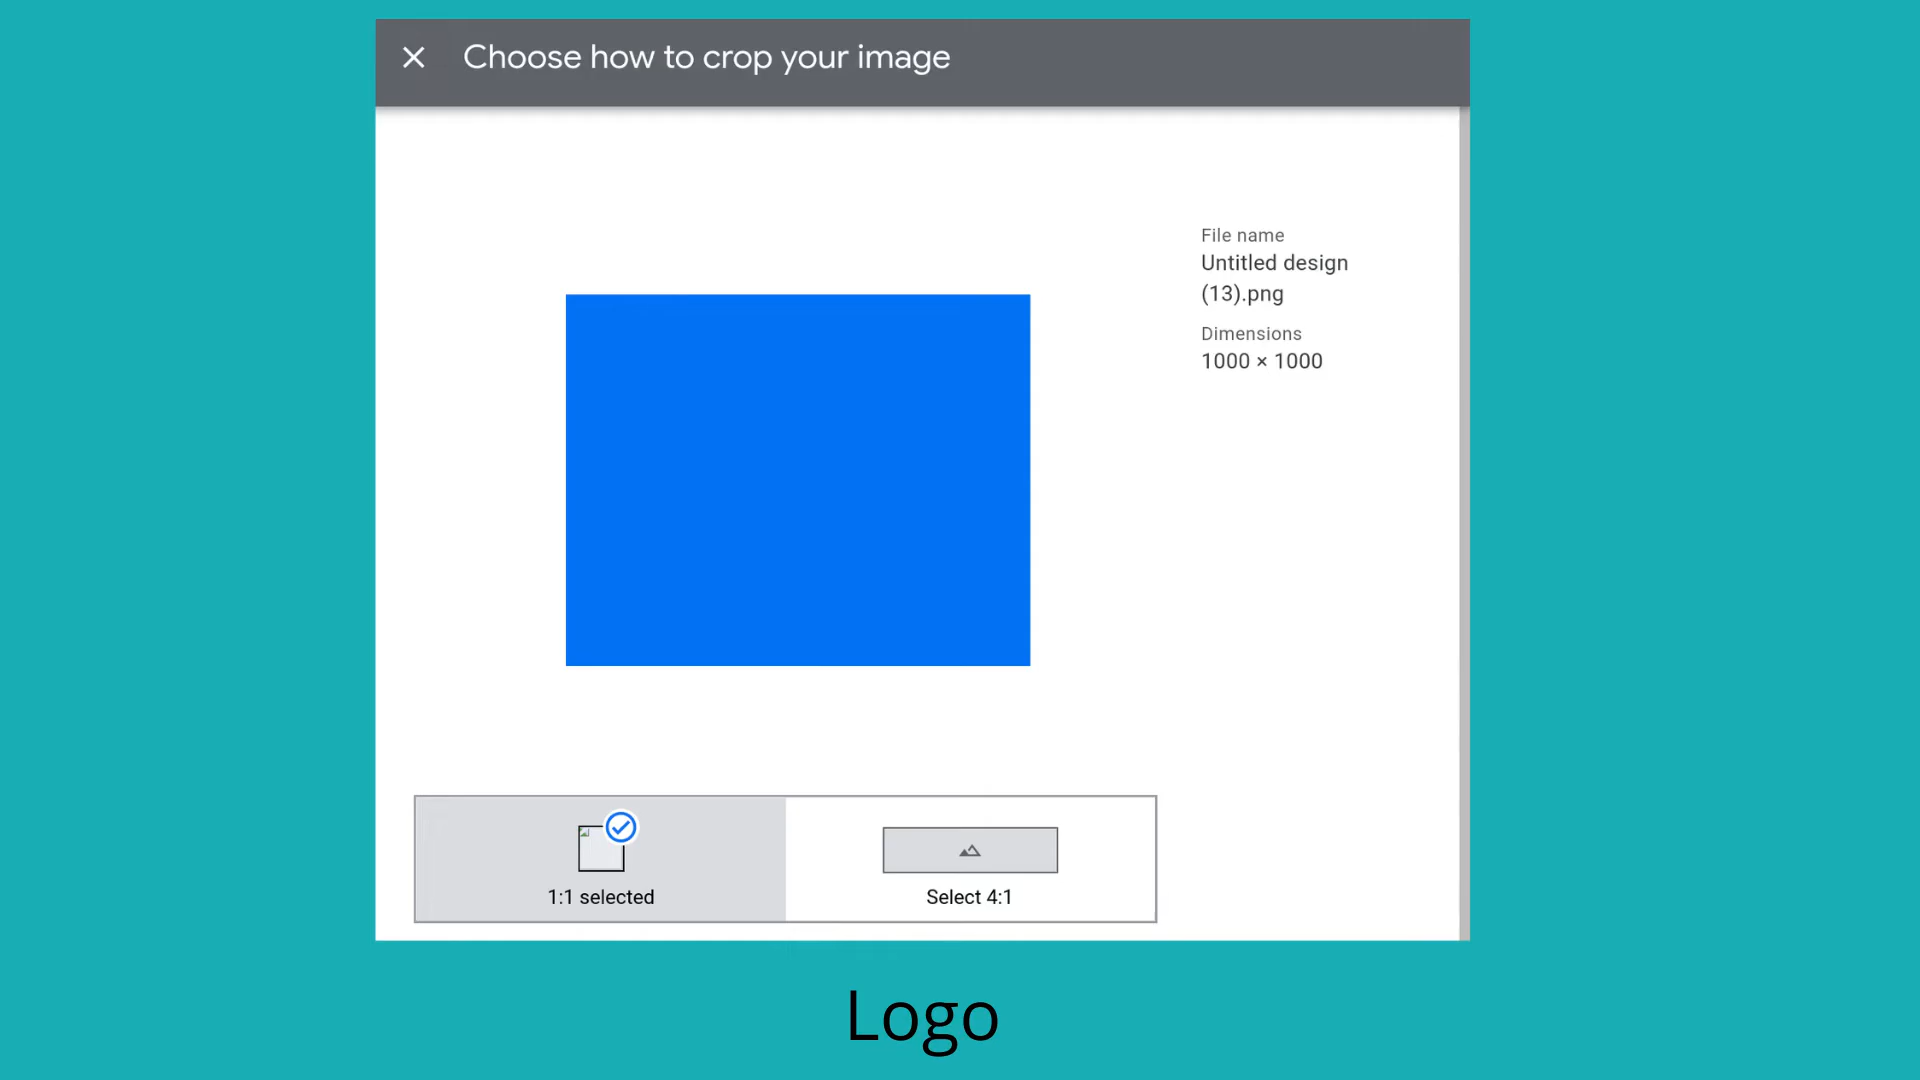 Choose how to crop your image
File name
Untitled design
(13).png
Dimensions
1000 × 1000
1:1 selected
Select 4:1
Logo